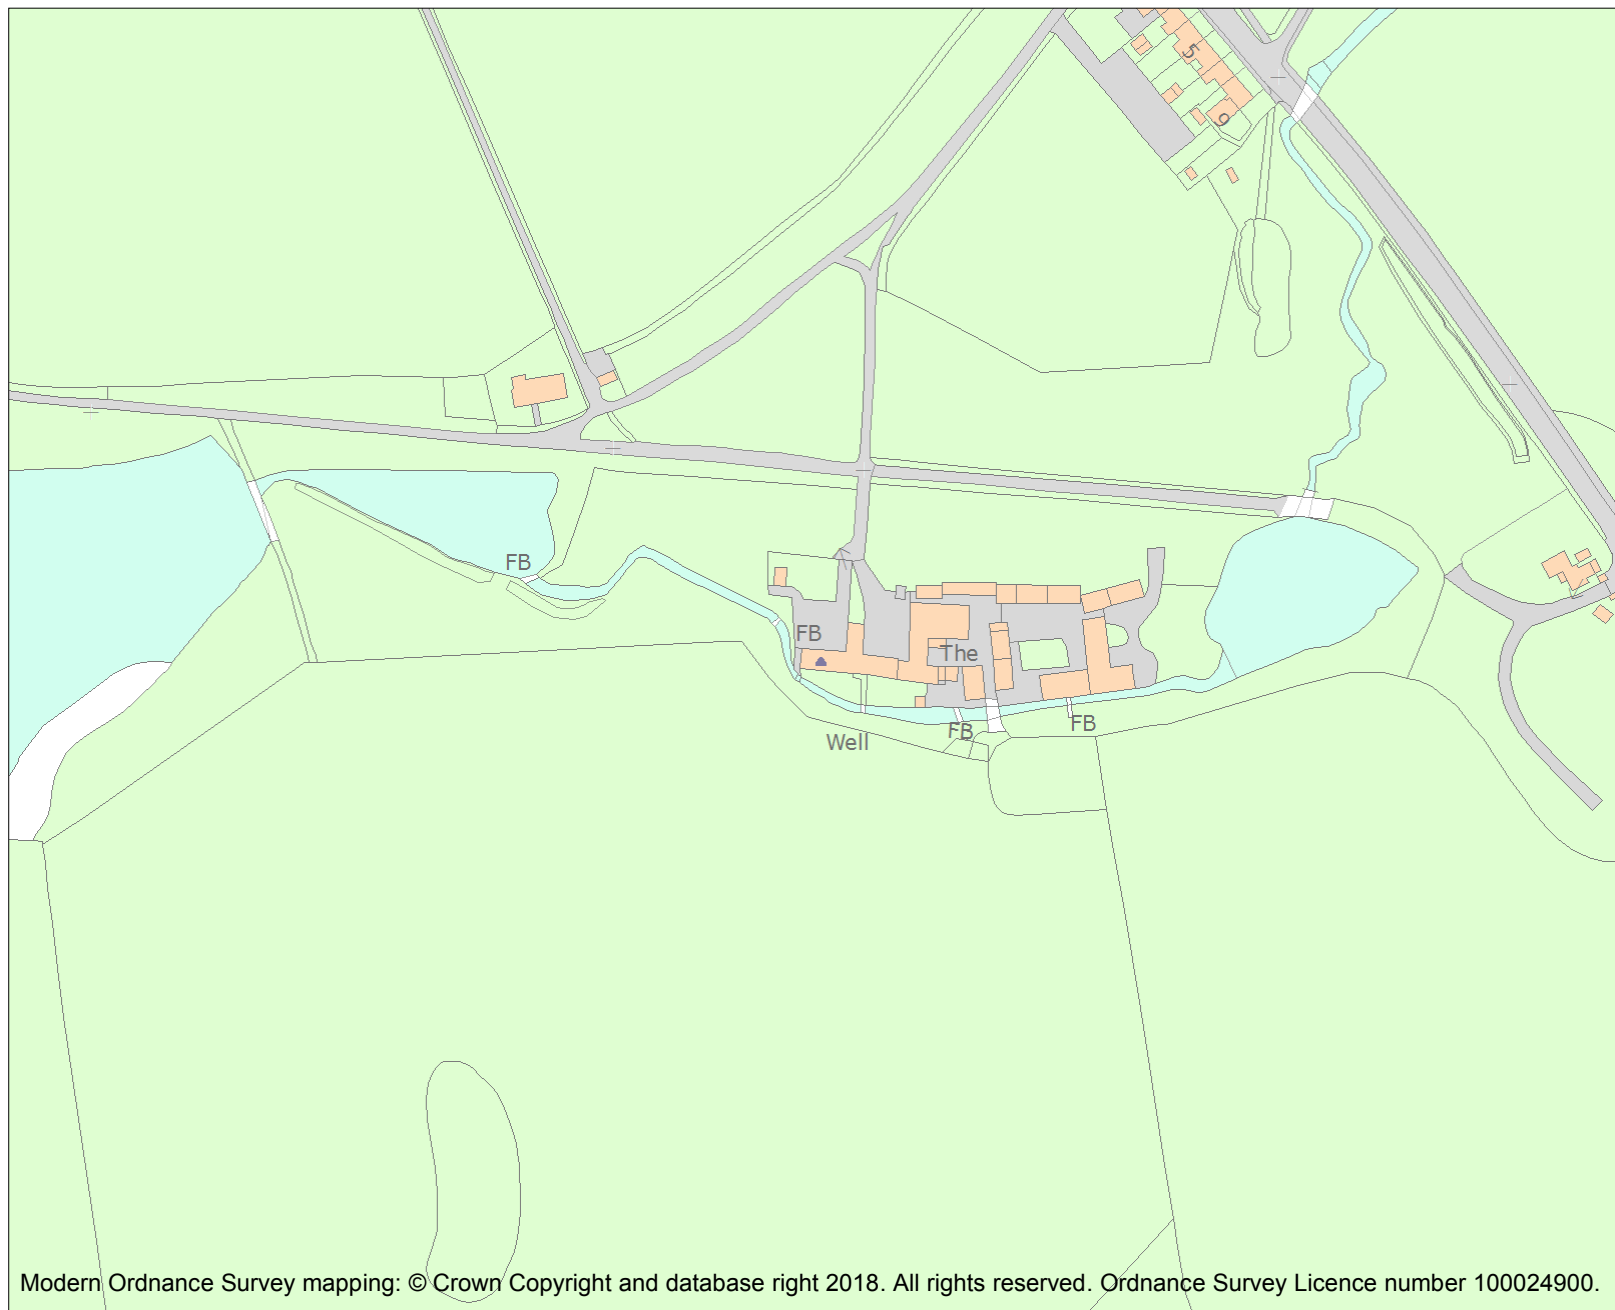 5
9
FB
FB
The
FB
FB
Well
Modern Ordnance Survey mapping: © Crown Copyright and database right 2018. All rights reserved. Ordnance Survey Licence number 100024900.